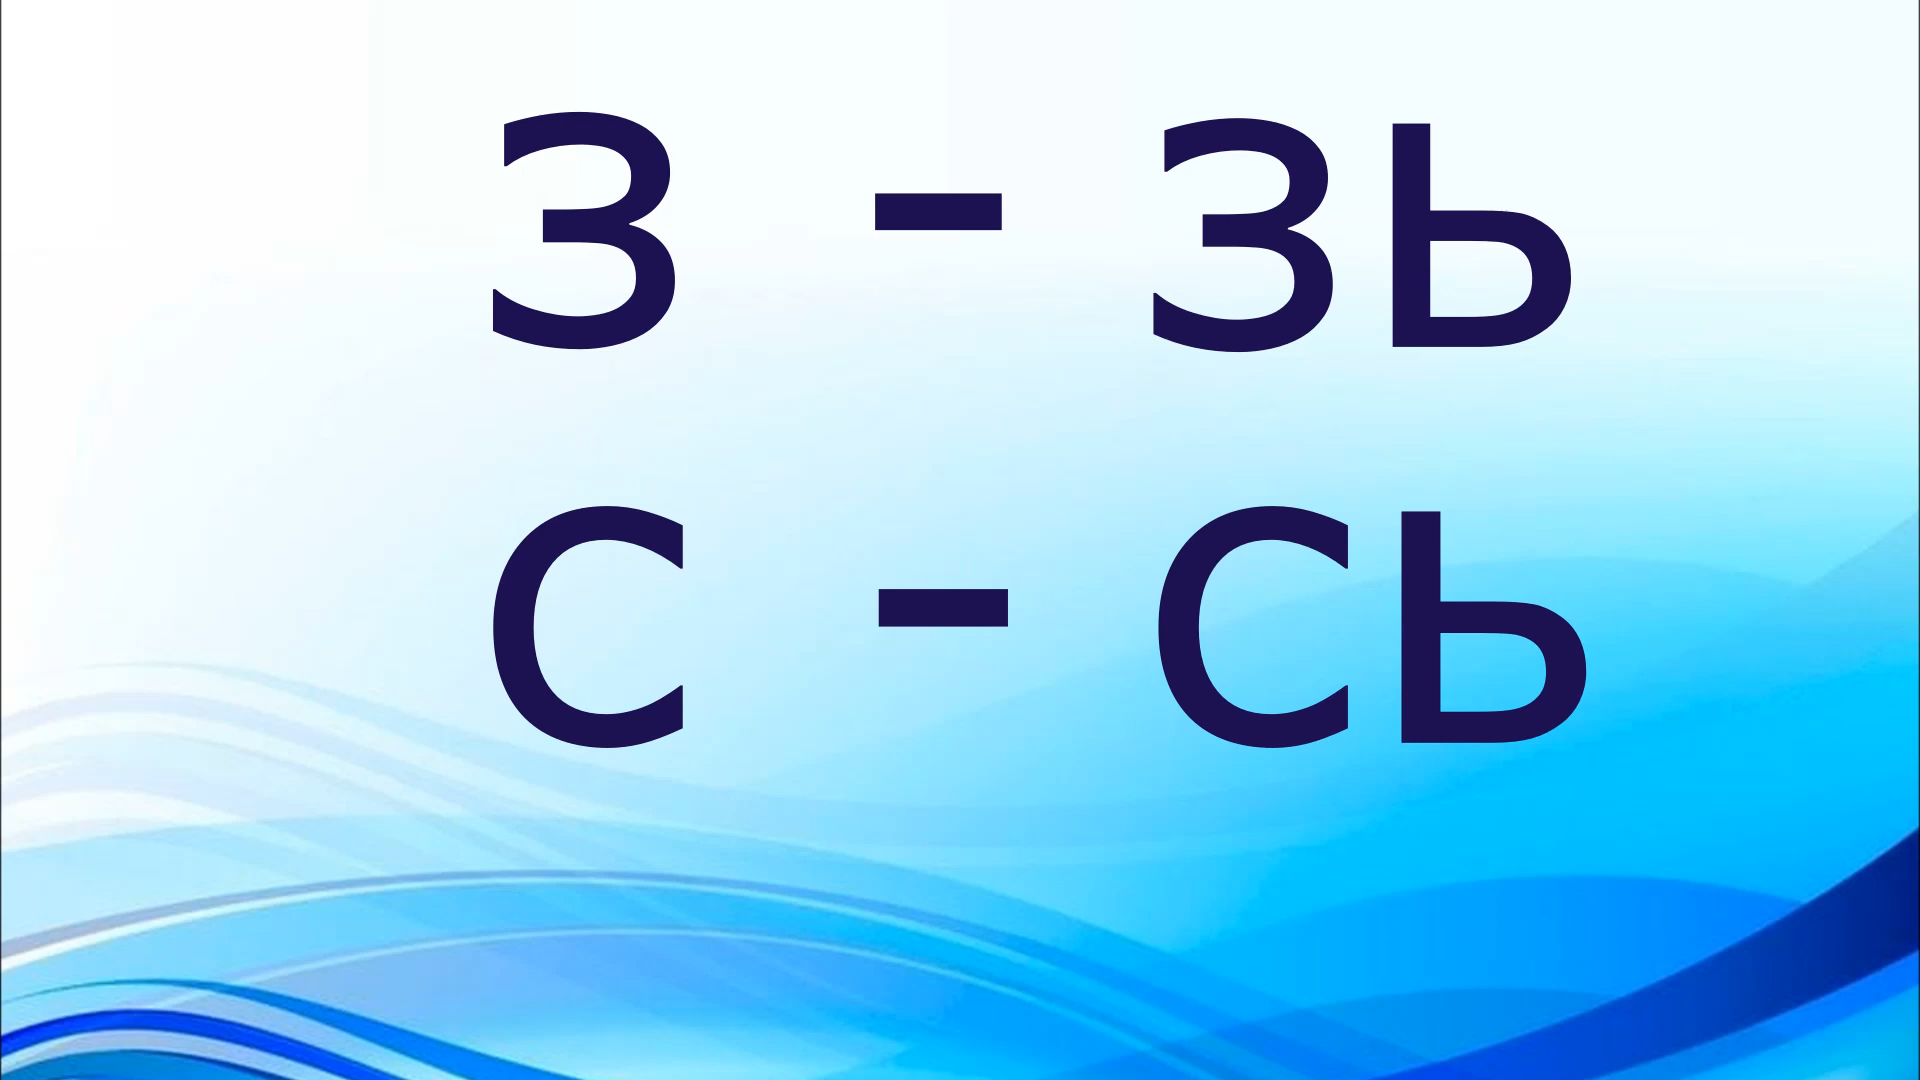 з - зь
с - сь